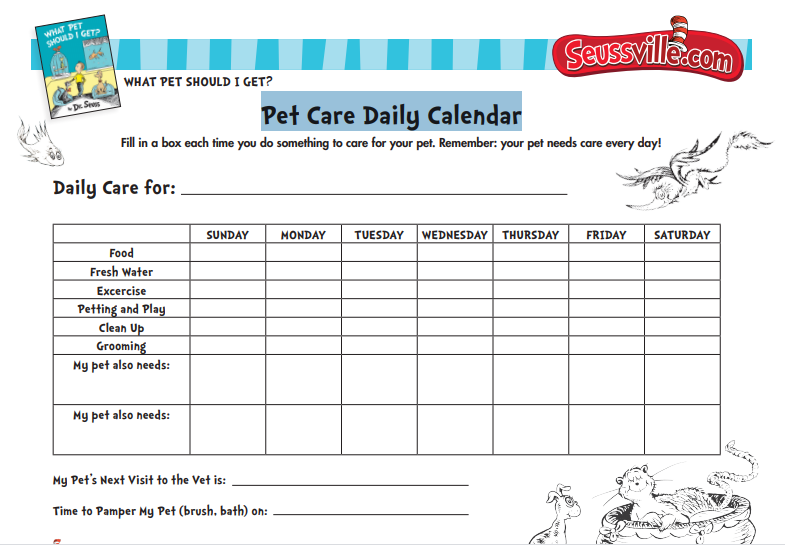 WHAT PET
SHOULD I GET?
by Dr. Seuss
Seussville.com
WHAT PET SHOULD I GET?
Pet Care Daily Calendar
Fill in a box each time you do something to care for your pet. Remember: your pet needs care every day!
Daily Care for:
SUNDAY MONDAY TUESDAY WEDNESDAY THURSDAY FRIDAY SATURDAY
Food
Fresh Water
Excercise
Petting and Play
Clean Up
Grooming
My pet also needs:
My pet also needs:
My Pet's Next Visit to the Vet is:
Time to Pamper My Pet (brush, bath) on: